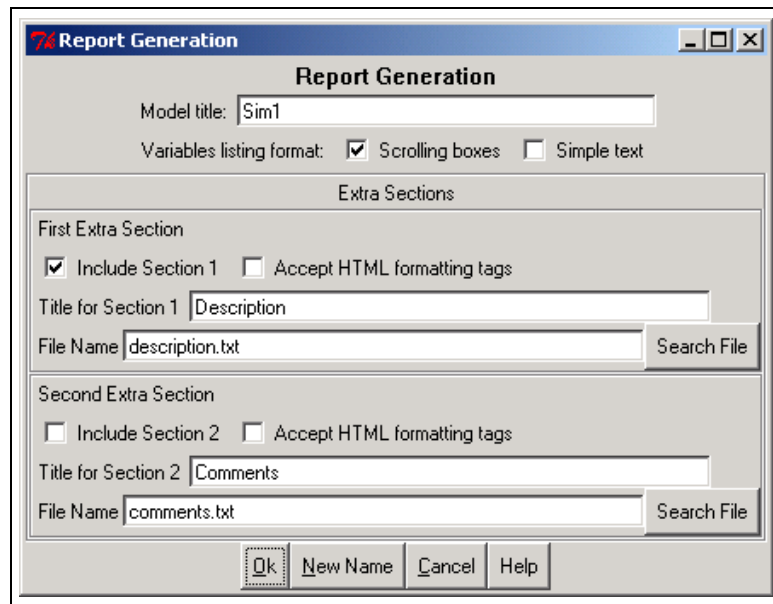 Report Generation
Report Generation
Model title: Sim1
Variables listing format: Scrolling boxes Simple text
Extra Sections
First Extra Section
Include Section 1 Accept HTML formatting tags
Title for Section 1 Description
File Name description.txt Search File
Second Extra Section
Include Section 2 Accept HTML formatting tags
Title for Section 2 Comments
File Name comments.txt Search File
Ok New Name Cancel Help